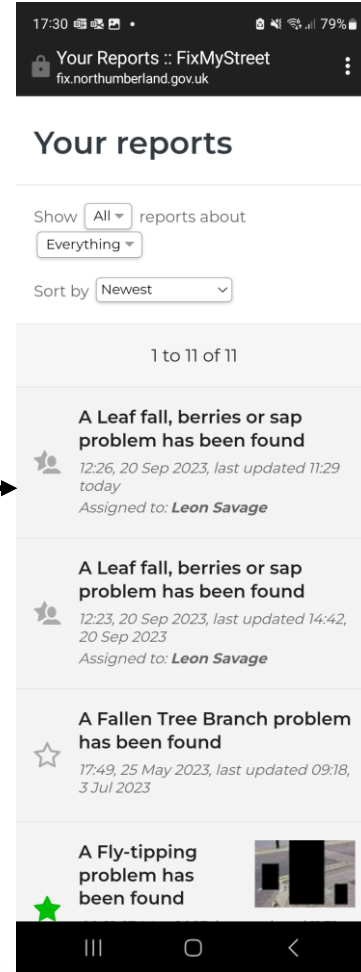 17:30
79%
Your Reports :: FixMyStreet
fix.northumberland.gov.uk
Your reports
Show All reports about
Everything
Sort by Newest
1 to 11 of 11
A Leaf fall, berries or sap
problem has been found
12:26, 20 Sep 2023, last updated 11:29
today
Assigned to: Leon Savage
A Leaf fall, berries or sap
problem has been found
12:23, 20 Sep 2023, last updated 14:42,
20 Sep 2023
Assigned to: Leon Savage
A Fallen Tree Branch problem
has been found
17:49, 25 May 2023, last updated 09:18,
3 Jul 2023
A Fly-tipping
problem has
been found